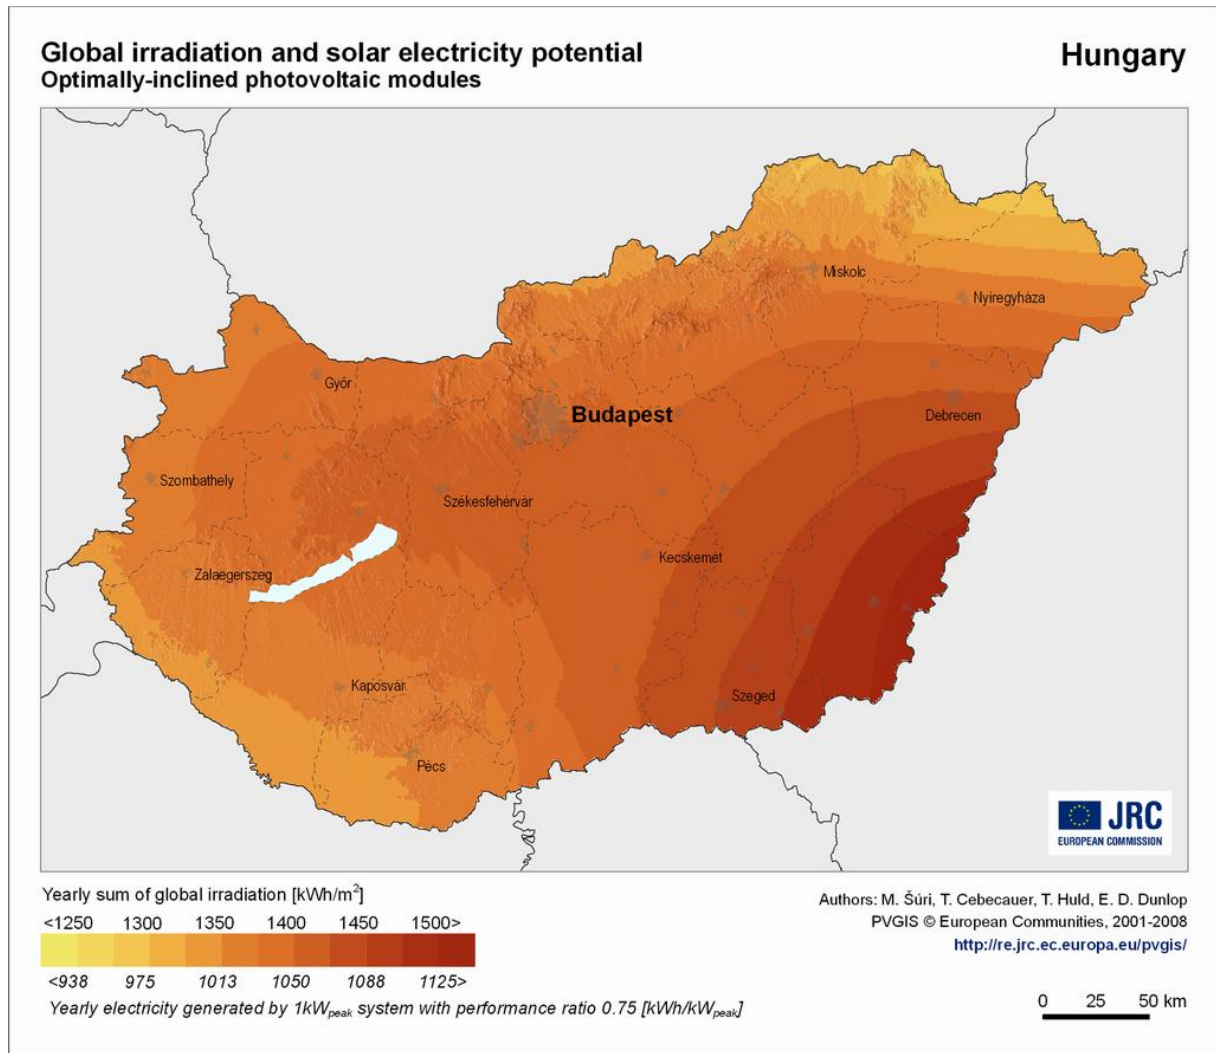 Global irradiation and solar electricity potential
Optimally-inclined photovoltaic modules
Hungary
Miskolc
Nyíregyháza
Győr
Budapest
Debrecen
Szombathely
Székesfehérvár
Kecskemét
Zalaegerszeg
Kaposvár
Szeged
Pécs
JRC
EUROPEAN COMMISSION
Yearly sum of global irradiation [kWh/m²]
<1250 1300 1350 1400 1450 1500>
<938 975 1013 1050 1088 1125>
Yearly electricity generated by 1kWpeak system with performance ratio 0.75 [kWh/kWpeak]
Authors: M. Šúri, T. Cebecauer, T. Huld, E. D. Dunlop
PVGIS © European Communities, 2001-2008
http://re.jrc.ec.europa.eu/pvgis/
0 25 50 km